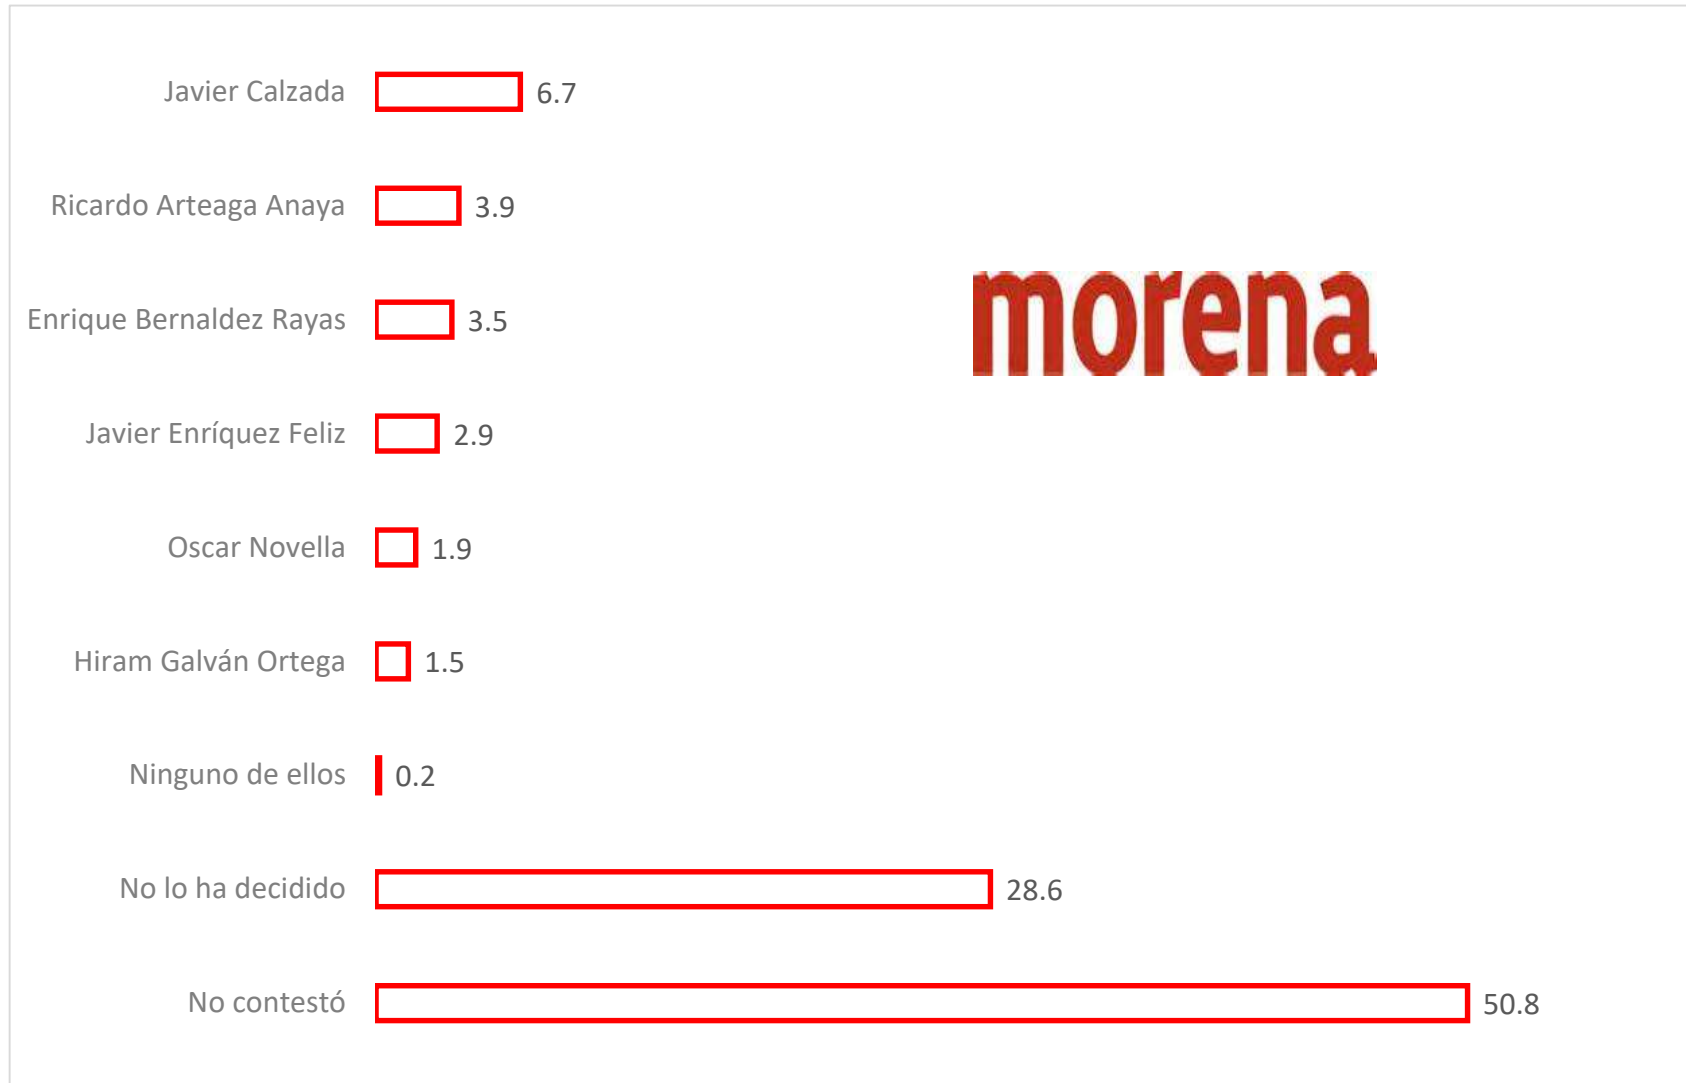 Javier Calzada 6.7
Ricardo Arteaga Anaya 3.9
morena
Enrique Bernaldez Rayas 3.5
Javier Enríquez Feliz 2.9
Oscar Novella 1.9
Hiram Galván Ortega 1.5
Ninguno de ellos 0.2
No lo ha decidido 28.6
No contestó 50.8